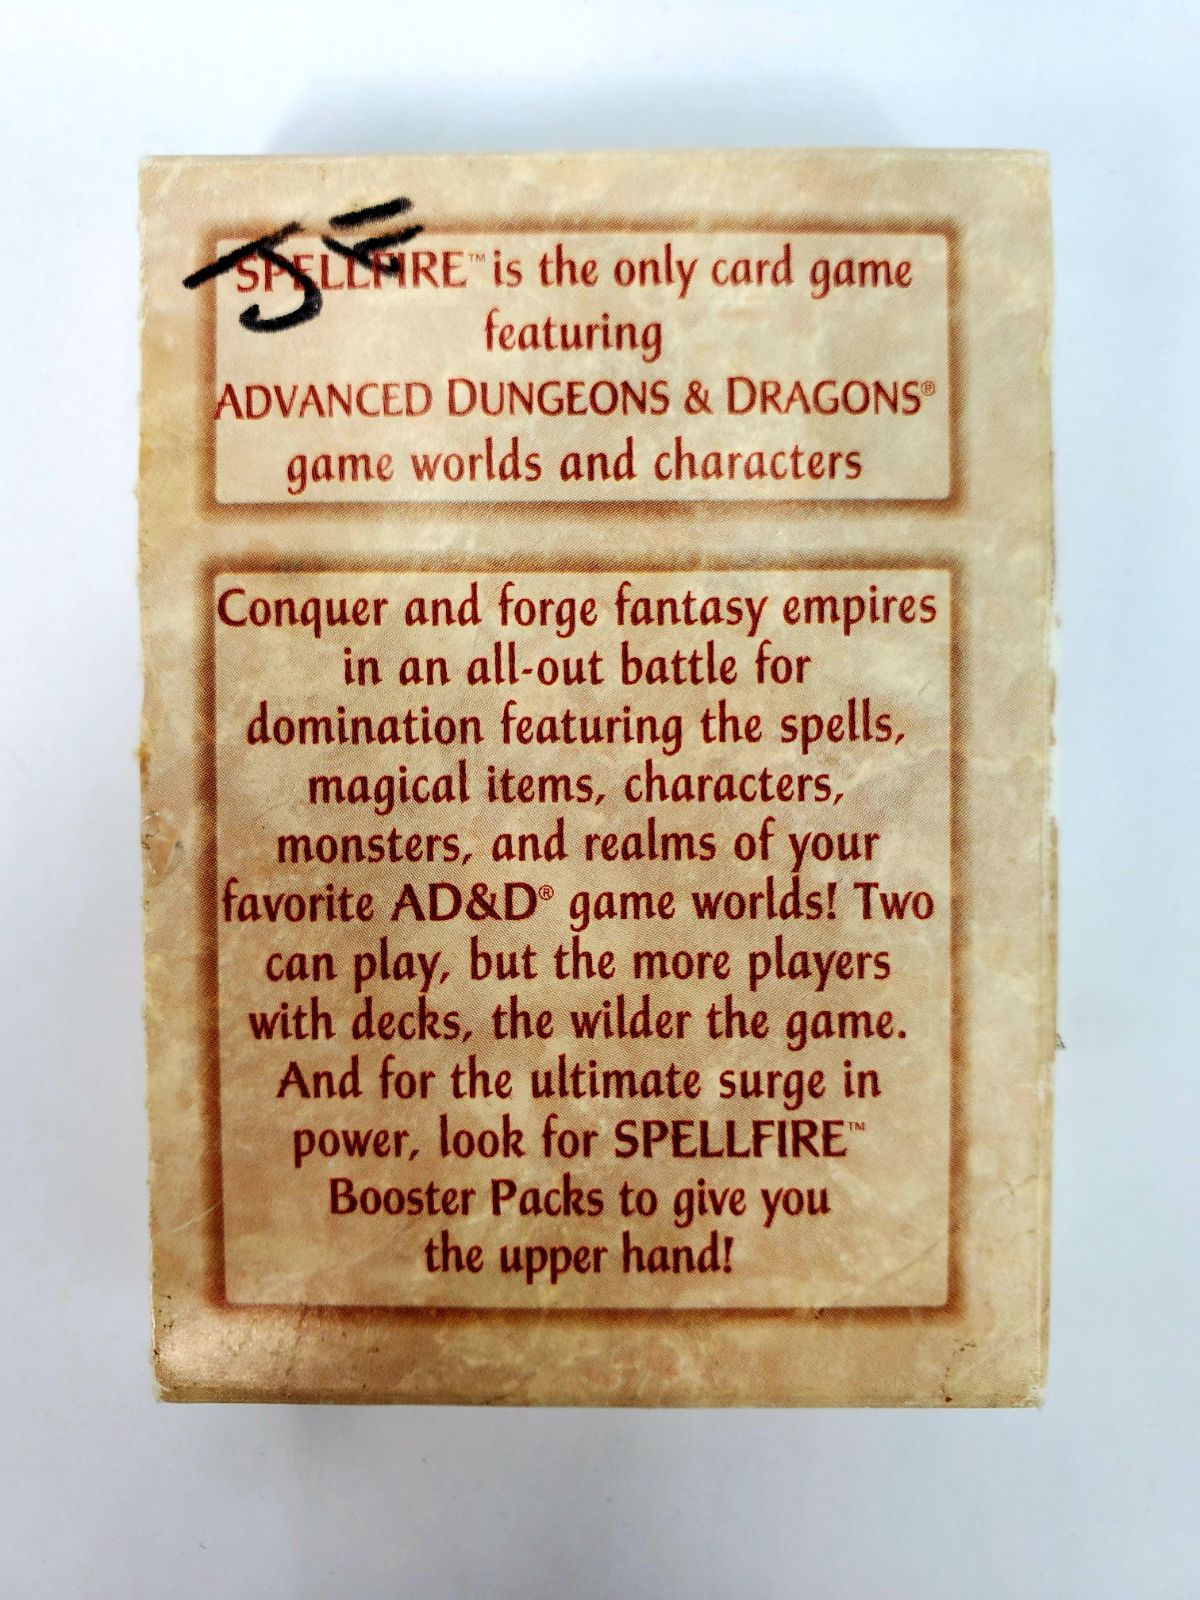 SPELLFIRE™ is the only card game
featuring
ADVANCED DUNGEONS & DRAGONS®
game worlds and characters
Conquer and forge fantasy empires
in an all-out battle for
domination featuring the spells,
magical items, characters,
monsters, and realms of your
favorite AD&D® game worlds! Two
can play, but the more players
with decks, the wilder the game.
And for the ultimate surge in
power, look for SPELLFIRE™
Booster Packs to give you
the upper hand!